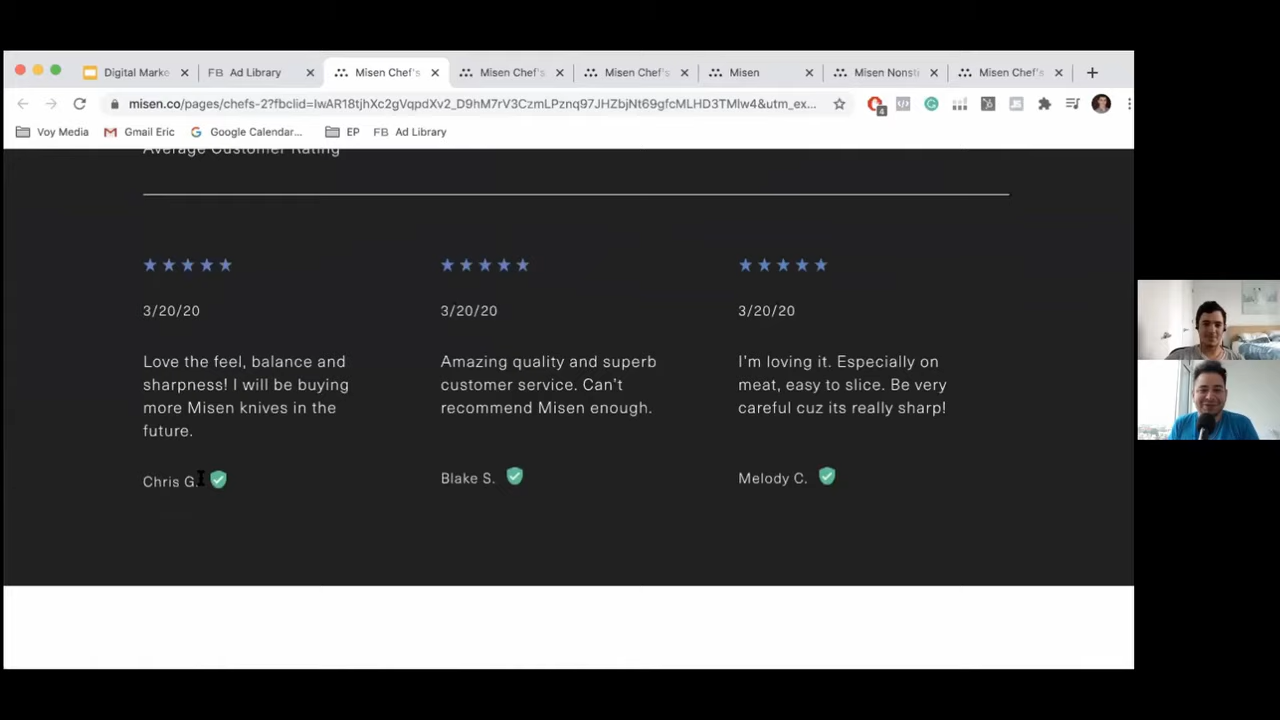 Digital Marke
FB Ad Library
Misen Chef's
Misen Chef's
Misen Chef's
Misen
Misen Nonsti
Misen Chef's
misen.co/pages/chefs-2?fbclid=IwAR18tjhXc2gVqpdXv2_D9hM7rV3CzmLPznq97JHZbjNt69gfcMLHD3TMlw4&utm_ex...
4
Voy Media
Gmail Eric
Google Calendar...
EP
FB Ad Library
Average Customer Rating
3/20/20
Love the feel, balance and
sharpness! I will be buying
more Misen knives in the
future.
Chris G.
3/20/20
Amazing quality and superb
customer service. Can't
recommend Misen enough.
Blake S.
3/20/20
I'm loving it. Especially on
meat, easy to slice. Be very
careful cuz its really sharp!
Melody C.